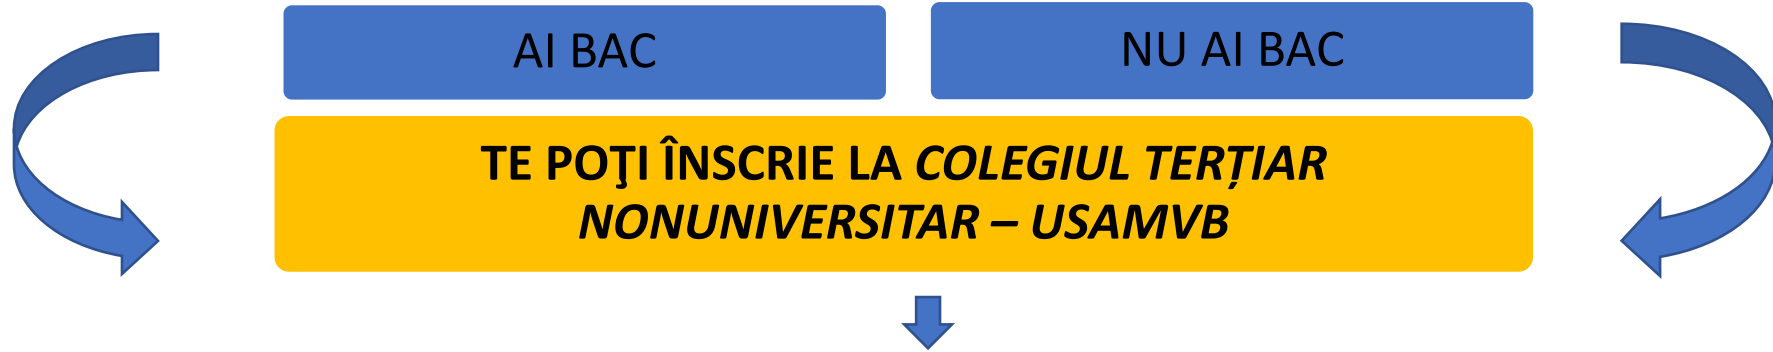 AI BAC
NU AI BAC
TE POŢI ÎNSCRIE LA COLEGIUL TERȚIAR
NONUNIVERSITAR – USAMVB